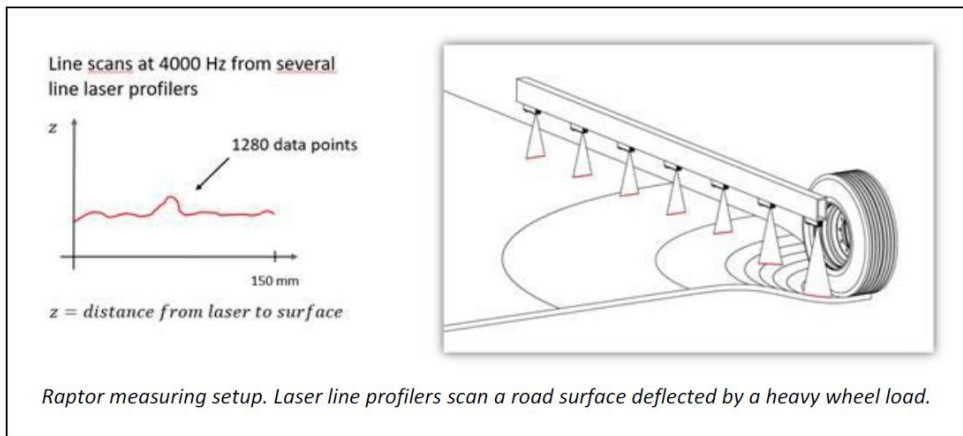 Line scans at 4000 Hz from several
line laser profilers
z
1280 data points
150 mm
z = distance from laser to surface
Raptor measuring setup. Laser line profilers scan a road surface deflected by a heavy wheel load.